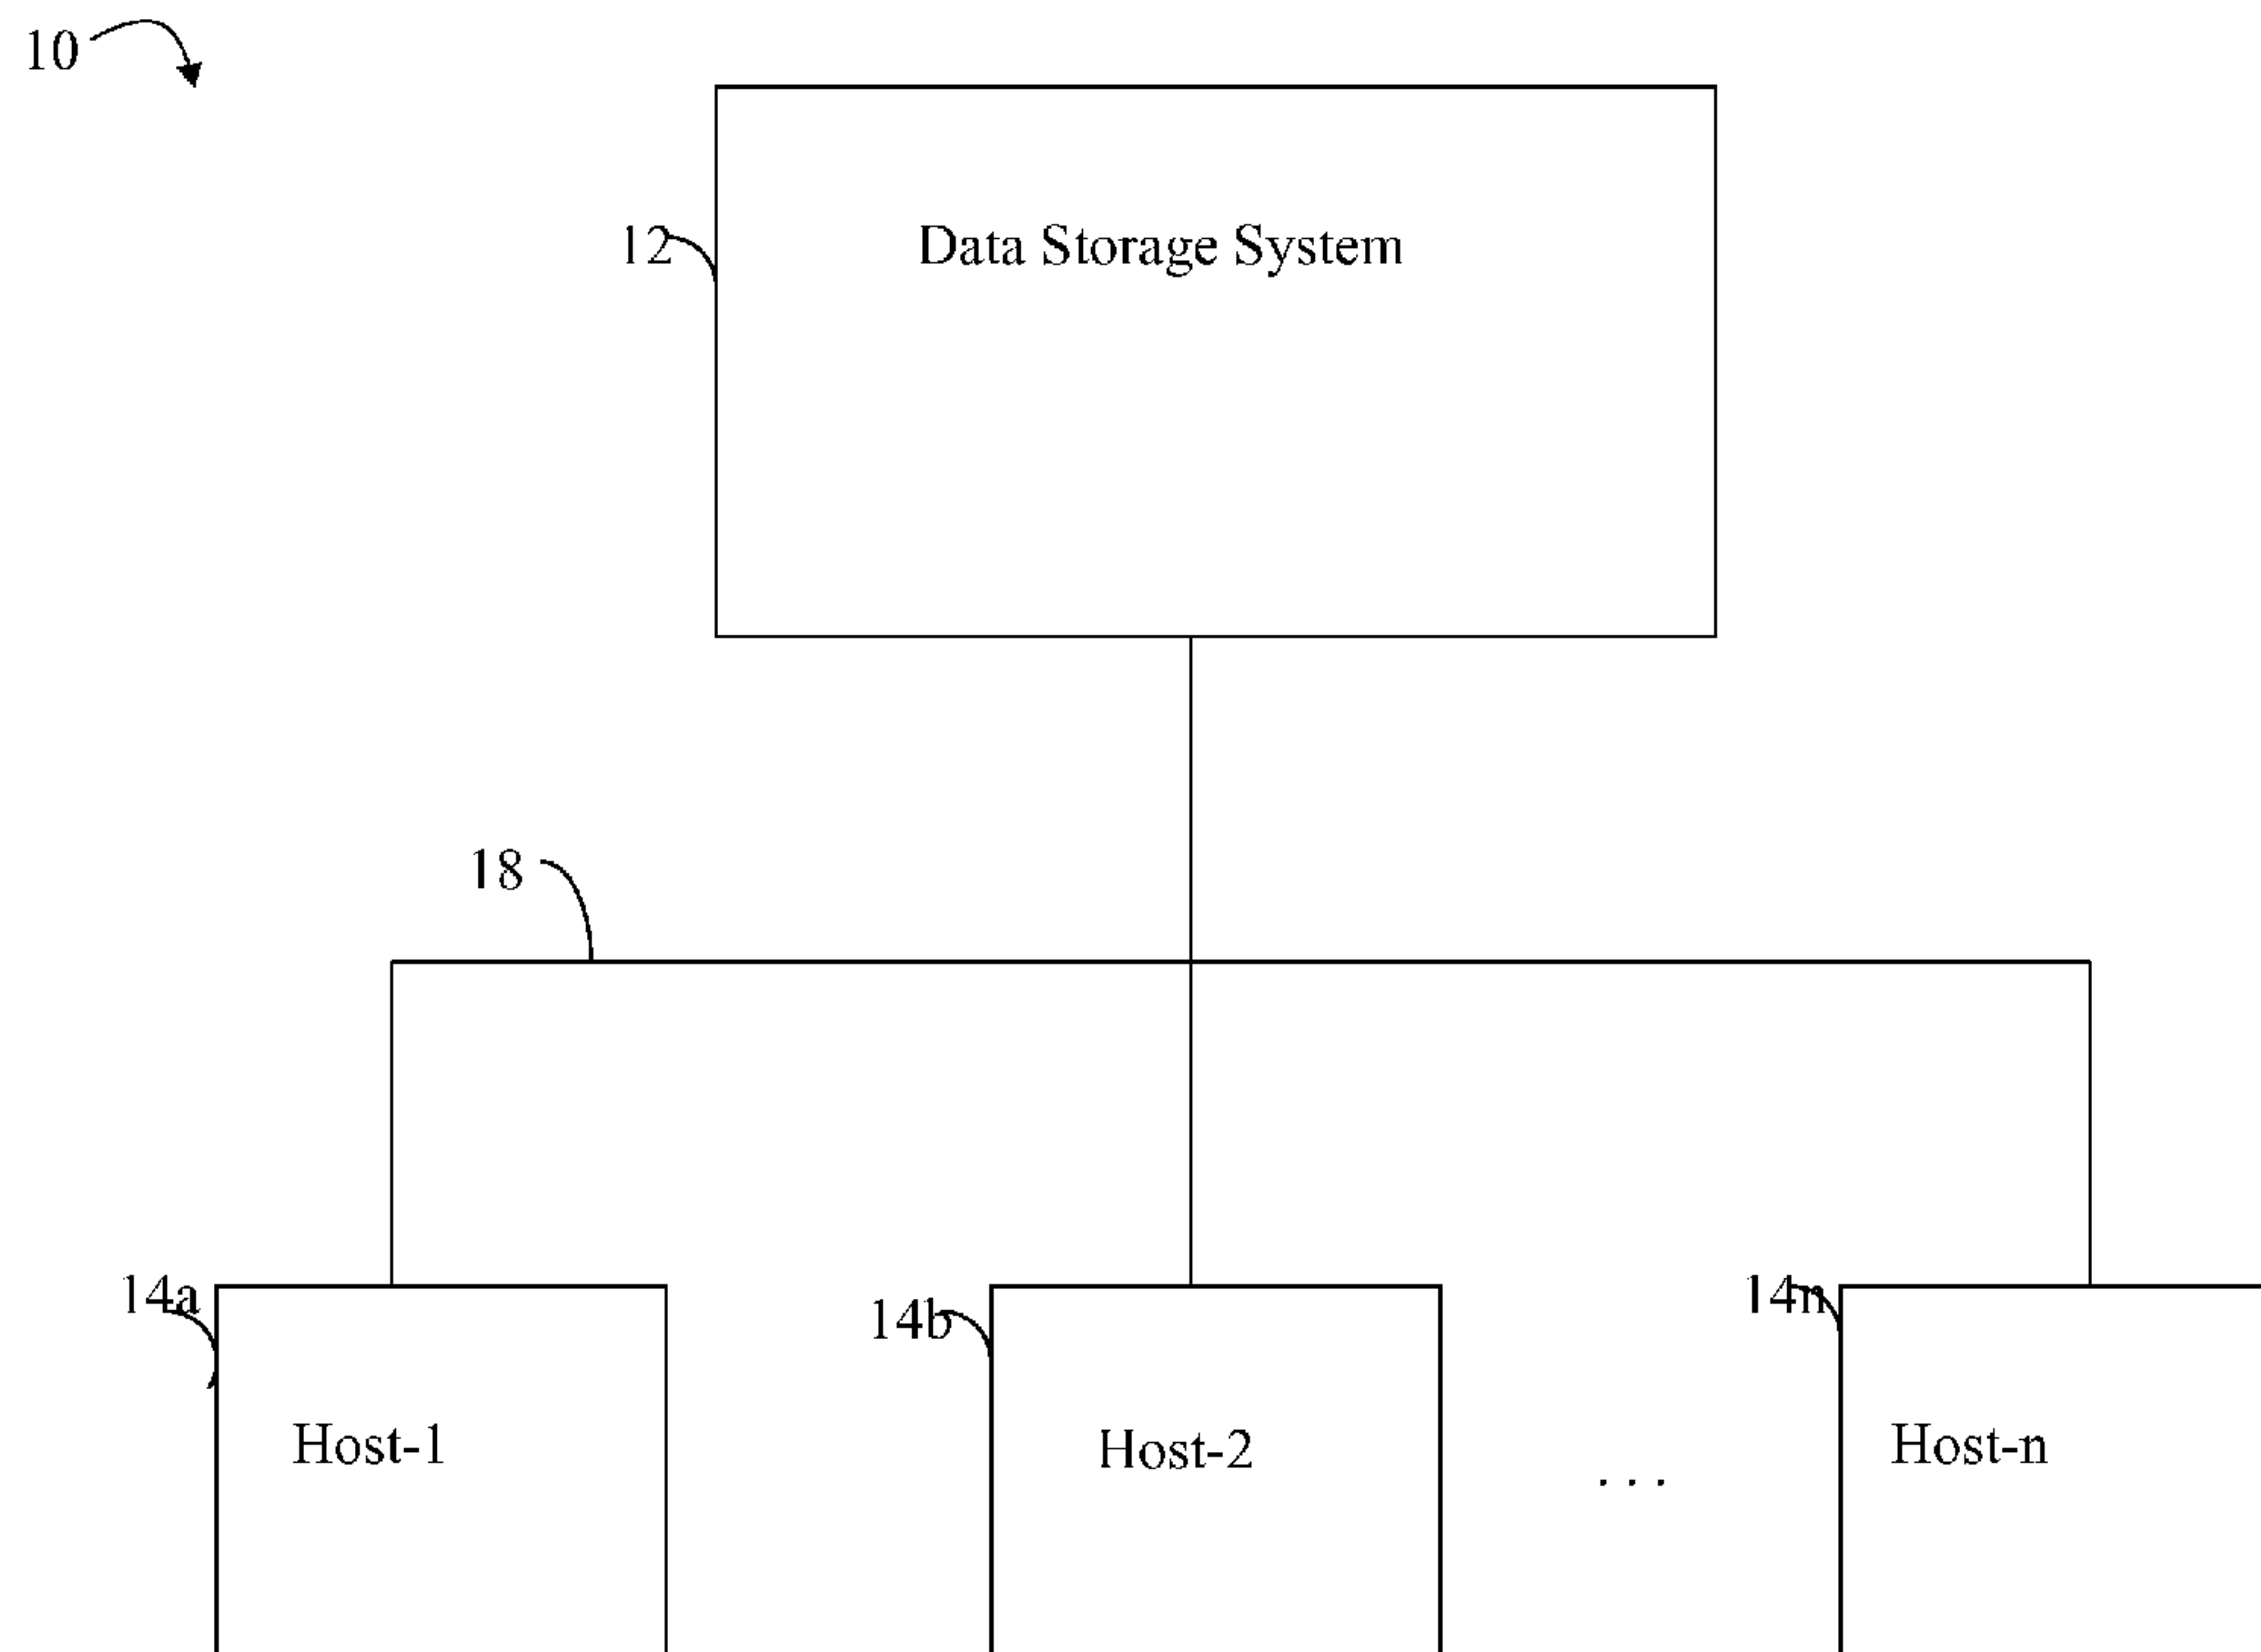 10
12
Data Storage System
18
14a
14b
14n
Host-1
Host-2
. . .
Host-n